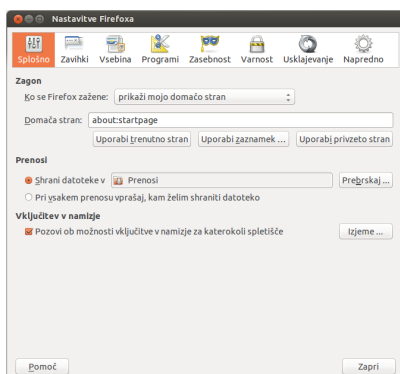 Nastavitve Firefoxa
Splošno Zavihki Vsebina Programi Zasebnost Varnost Usklajevanje Napredno
Zagon
Ko se Firefox zažene: prikaži mojo domačo stran
Domača stran: about:startpage
Uporabi trenutno stran Uporabi zaznamek ... Uporabi privzeto stran
Prenosi
Shrani datoteke v Prenosi Prebrskaj ...
Pri vsakem prenosu vprašaj, kam želim shraniti datoteko
Vključitev v namizje
Pozovi ob možnosti vključitve v namizje za katerokoli spletišče Izjeme ...
Pomoč Zapri